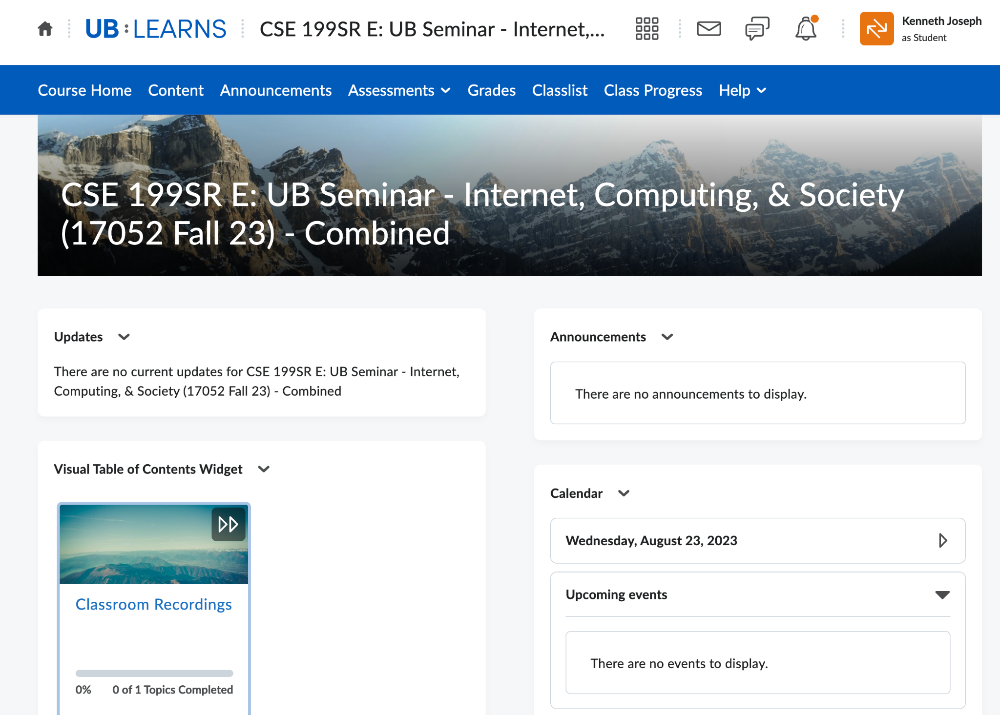 UB : LEARNS
CSE 199SR E: UB Seminar - Internet,...
Kenneth Joseph
as Student
Course Home Content Announcements Assessments Grades Classlist Class Progress Help
CSE 199SR E: UB Seminar - Internet, Computing, & Society
(17052 Fall 23) - Combined
Updates
There are no current updates for CSE 199SR E: UB Seminar - Internet,
Computing, & Society (17052 Fall 23) - Combined
Visual Table of Contents Widget
Classroom Recordings
0% 0 of 1 Topics Completed
Announcements
There are no announcements to display.
Calendar
Wednesday, August 23, 2023
Upcoming events
There are no events to display.